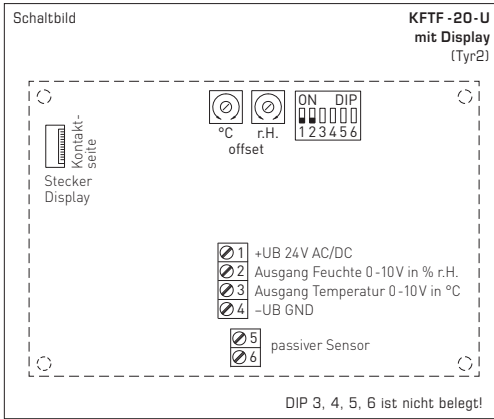 Schaltbild
KFTF-20-U
mit Display
(Tyr2)
Kontakt-
seite
Stecker
Display
°C
r.H.
offset
ON DIP
1 2 3 4 5 6
1 +UB 24V AC/DC
2 Ausgang Feuchte 0-10V in % r.H.
3 Ausgang Temperatur 0-10V in °C
4 –UB GND
5
6
passiver Sensor
DIP 3, 4, 5, 6 ist nicht belegt!